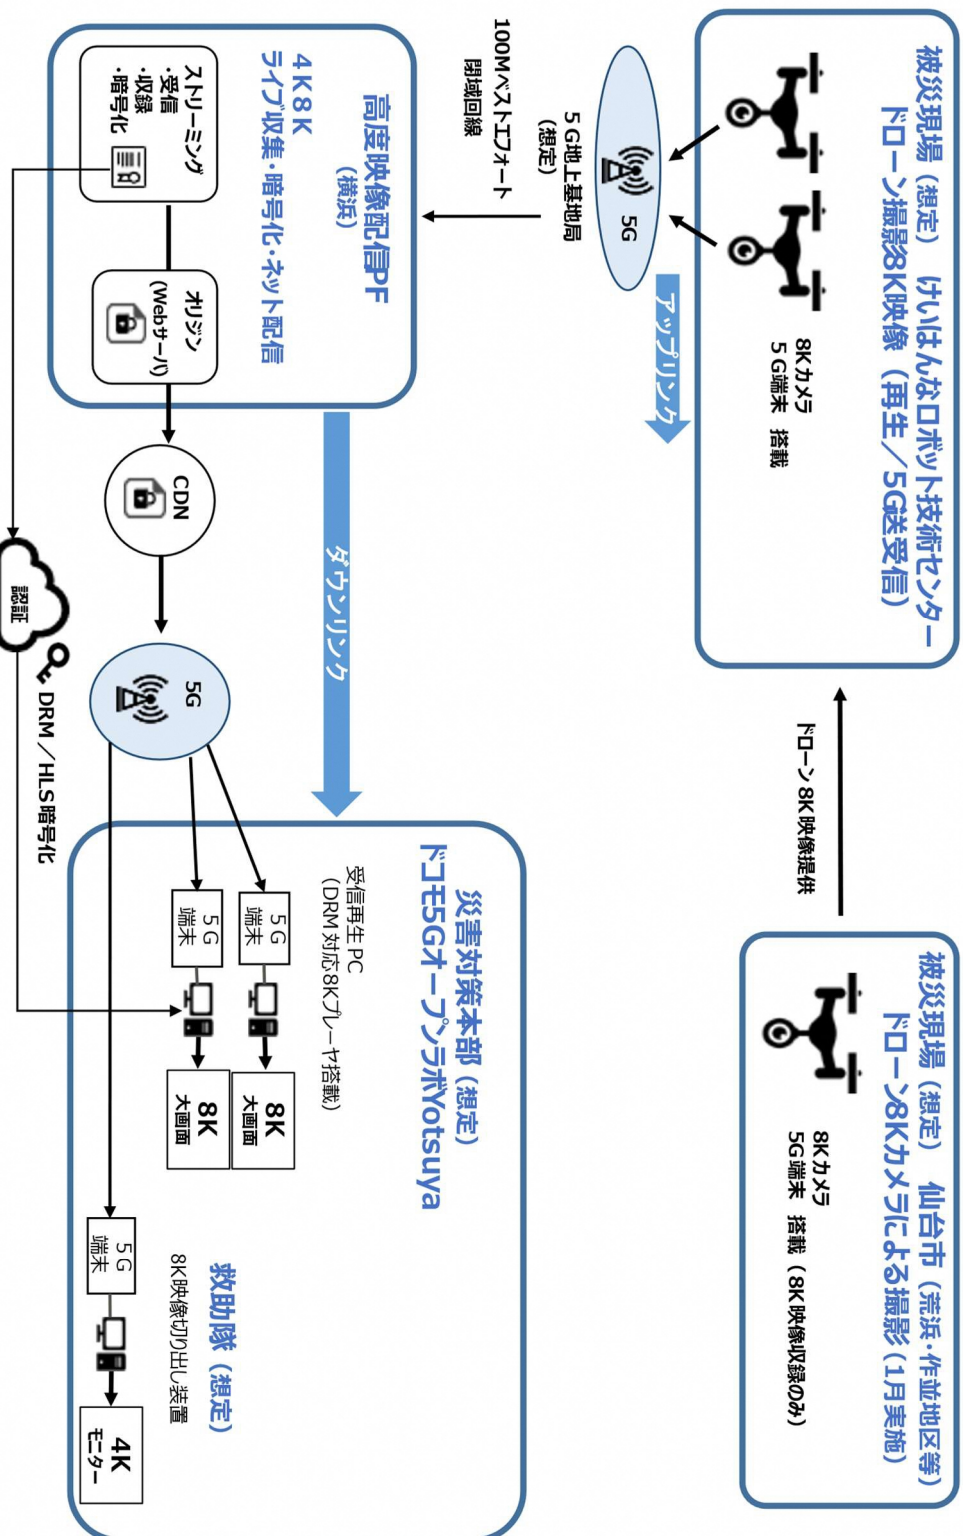 被災現場（想定）　けいはんなロボット技術センター
ドローン撮影8K映像（再生／5G送受信）
8Kカメラ
5G端末　搭載
ドローン8K映像提供
被災現場（想定）　仙台市（荒浜・作並地区等）
ドローン8Kカメラによる撮影（1月実施）
8Kカメラ
5G端末　搭載（8K映像収録のみ）
5G
アップリンク
5G地上基地局
（想定）
100Mベストエフォート
閉域回線
高度映像配信PF
（横浜）
4K8K
ライブ収集・暗号化・ネット配信
ストリーミング
・受信
・収録
・暗号化
オリジン
（Webサーバ）
CDN
ダウンリンク
5G
認証
DRM／HLS暗号化
災害対策本部（想定）
ドコモ5GオープンラボYotsuya
受信再生PC
（DRM対応8Kプレーヤ搭載）
5G
端末
8K
大画面
5G
端末
8K
大画面
救助隊（想定）
8K映像切り出し装置
5G
端末
4K
モニター